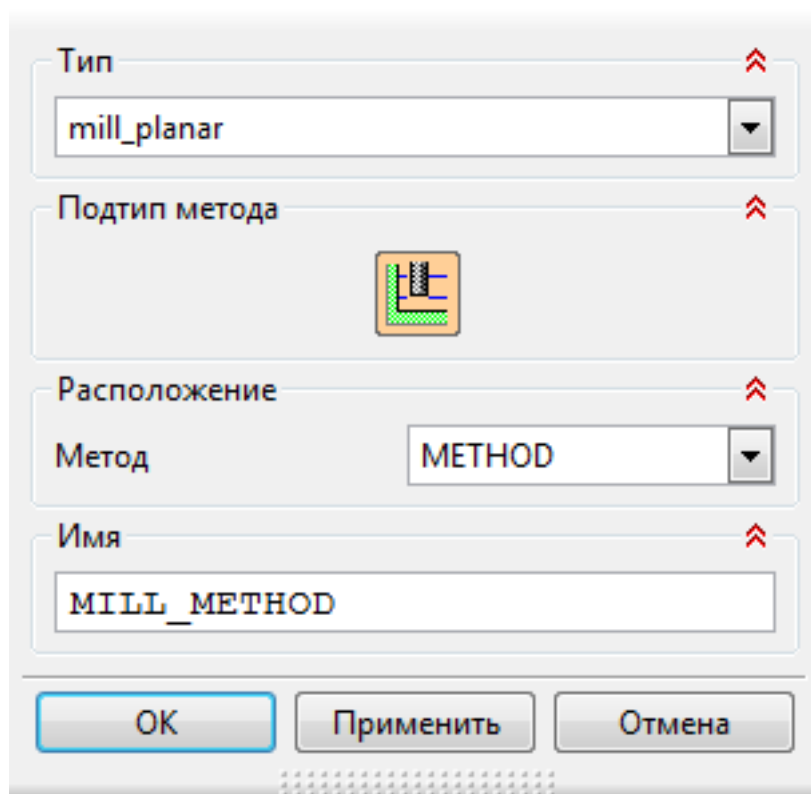 Тип
mill_planar
Подтип метода
Расположение
Метод METHOD
Имя
MILL_METHOD
OK Применить Отмена